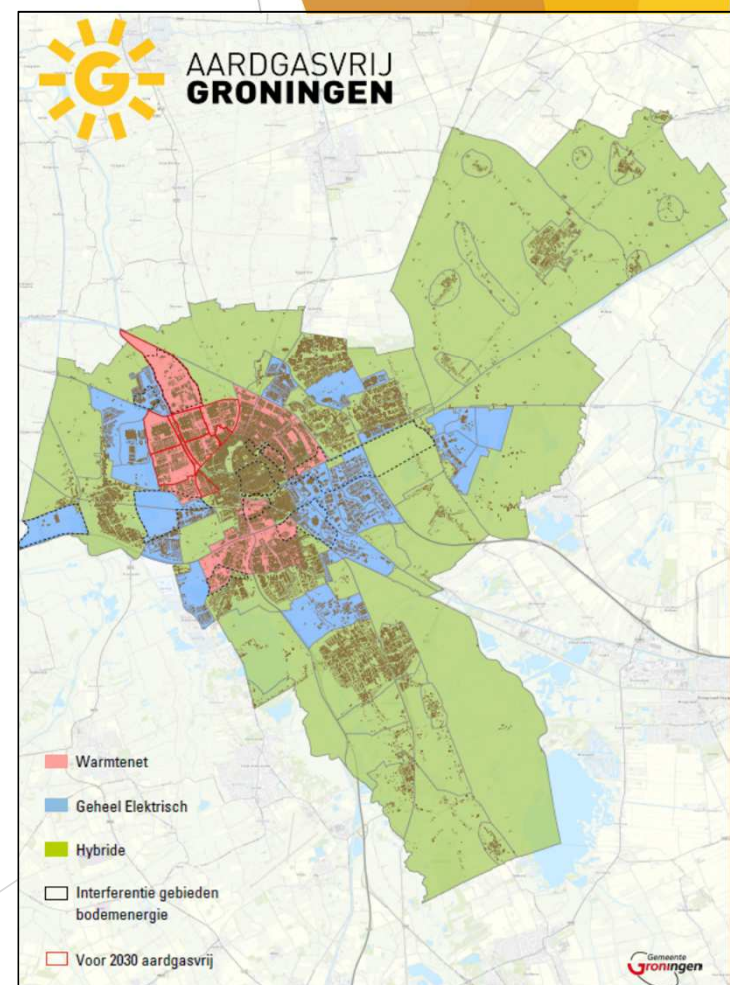 G
AARDGASVRIJ
GRONINGEN
Warmtenet
Geheel Elektrisch
Hybride
Interferentie gebieden
bodemenergie
Voor 2030 aardgasvrij
Gemeente
Groningen